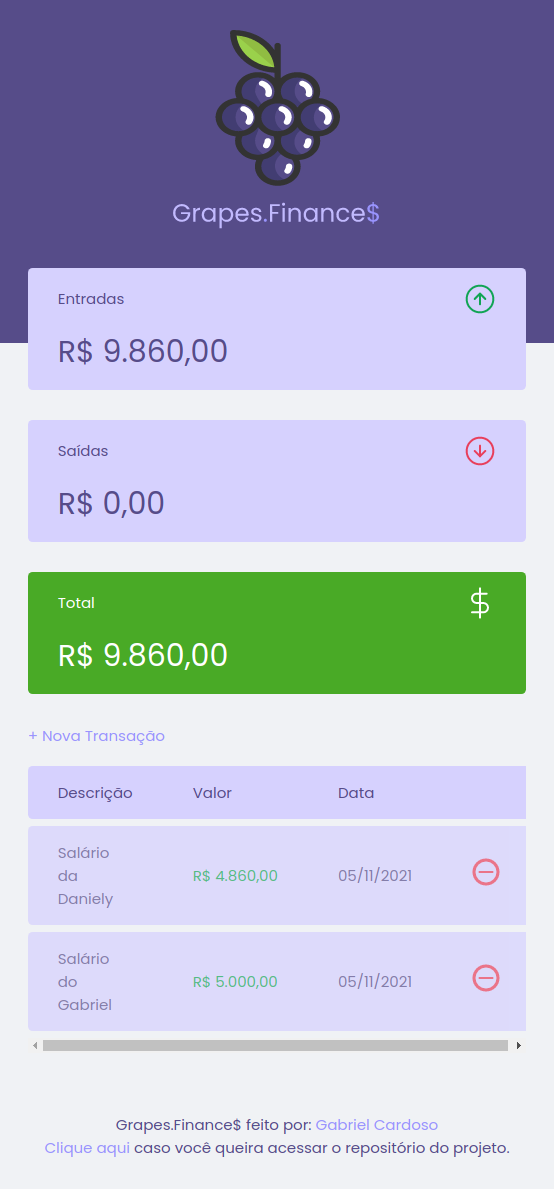 Grapes.Finance$
Entradas
R$ 9.860,00
Saídas
R$ 0,00
Total
$
R$ 9.860,00
+ Nova Transação
Descrição Valor Data
Salário
da
Daniely
R$ 4.860,00 05/11/2021
Salário
do
Gabriel
R$ 5.000,00 05/11/2021
Grapes.Finance$ feito por: Gabriel Cardoso
Clique aqui caso você queira acessar o repositório do projeto.